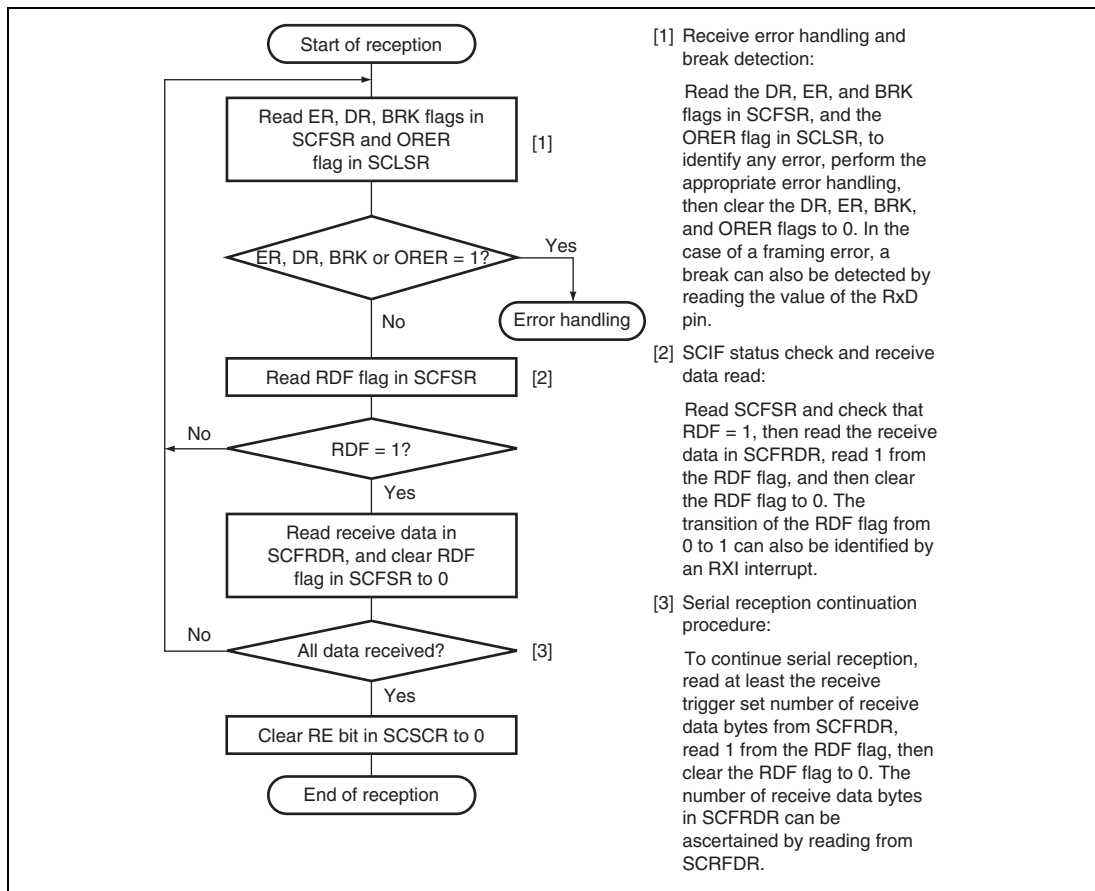 Start of reception
Read ER, DR, BRK flags in
SCFSR and ORER
flag in SCLSR
[1]
ER, DR, BRK or ORER = 1?
Yes
Error handling
No
Read RDF flag in SCFSR
[2]
No
RDF = 1?
Yes
Read receive data in
SCFRDR, and clear RDF
flag in SCFSR to 0
No
All data received?
[3]
Yes
Clear RE bit in SCSCR to 0
End of reception
[1] Receive error handling and
break detection:
Read the DR, ER, and BRK
flags in SCFSR, and the
ORER flag in SCLSR, to
identify any error, perform the
appropriate error handling,
then clear the DR, ER, BRK,
and ORER flags to 0. In the
case of a framing error, a
break can also be detected by
reading the value of the RxD
pin.
[2] SCIF status check and receive
data read:
Read SCFSR and check that
RDF = 1, then read the receive
data in SCFRDR, read 1 from
the RDF flag, and then clear
the RDF flag to 0. The
transition of the RDF flag from
0 to 1 can also be identified by
an RXI interrupt.
[3] Serial reception continuation
procedure:
To continue serial reception,
read at least the receive
trigger set number of receive
data bytes from SCFRDR,
read 1 from the RDF flag, then
clear the RDF flag to 0. The
number of receive data bytes
in SCFRDR can be
ascertained by reading from
SCRFDR.